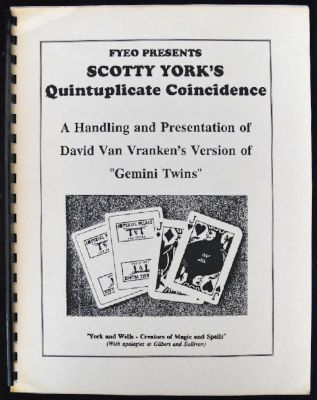 FYEO PRESENTS
SCOTTY YORK'S
Quintuplicate Coincidence
A Handling and Presentation of
David Van Vranken's Version of
"Gemini Twins"
J
J
"York and Wells - Creators of Magic and Spells"
(With apologies to Gilbert and Sullivan)